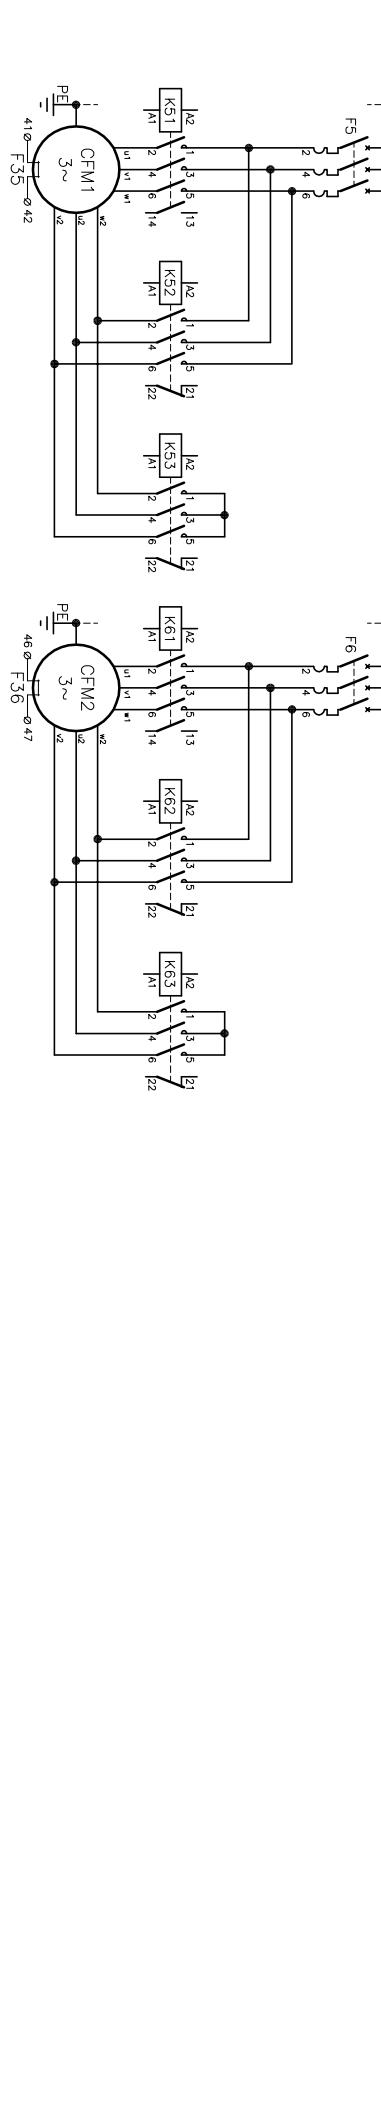 F5
2 4 6
K51
A1 A2
1 3 5 13
2 4 6 14
K52
A1 A2
1 3 5 21
2 4 6 22
K53
A1 A2
1 3 5 21
2 4 6 22
u1 v1 w1
PE
CFM1
3~
w2
u2
v2
41 42
F35
F6
2 4 6
K61
A1 A2
1 3 5 13
2 4 6 14
K62
A1 A2
1 3 5 21
2 4 6 22
K63
A1 A2
1 3 5 21
2 4 6 22
u1 v1 w1
PE
CFM2
3~
w2
u2
v2
46 47
F36